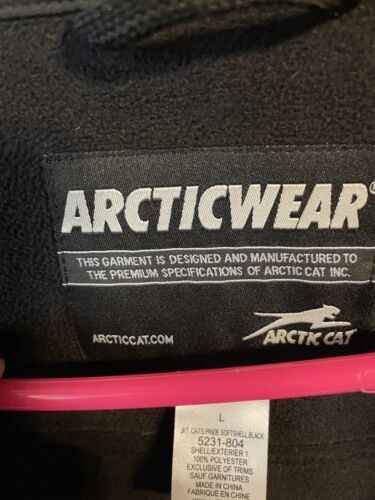 ARCTICWEAR®
THIS GARMENT IS DESIGNED AND MANUFACTURED TO
THE PREMIUM SPECIFICATIONS OF ARCTIC CAT INC.
ARCTICCAT.COM
ARCTIC CAT
L
JKT. CAT'S PRIDE SOFTSHELL,BLACK
5231-804
SHELL/EXTERIER 1:
100% POLYESTER
EXCLUSIVE OF TRIMS
SAUF GARNITURES
MADE IN CHINA
FABRIQUÉ EN CHINE